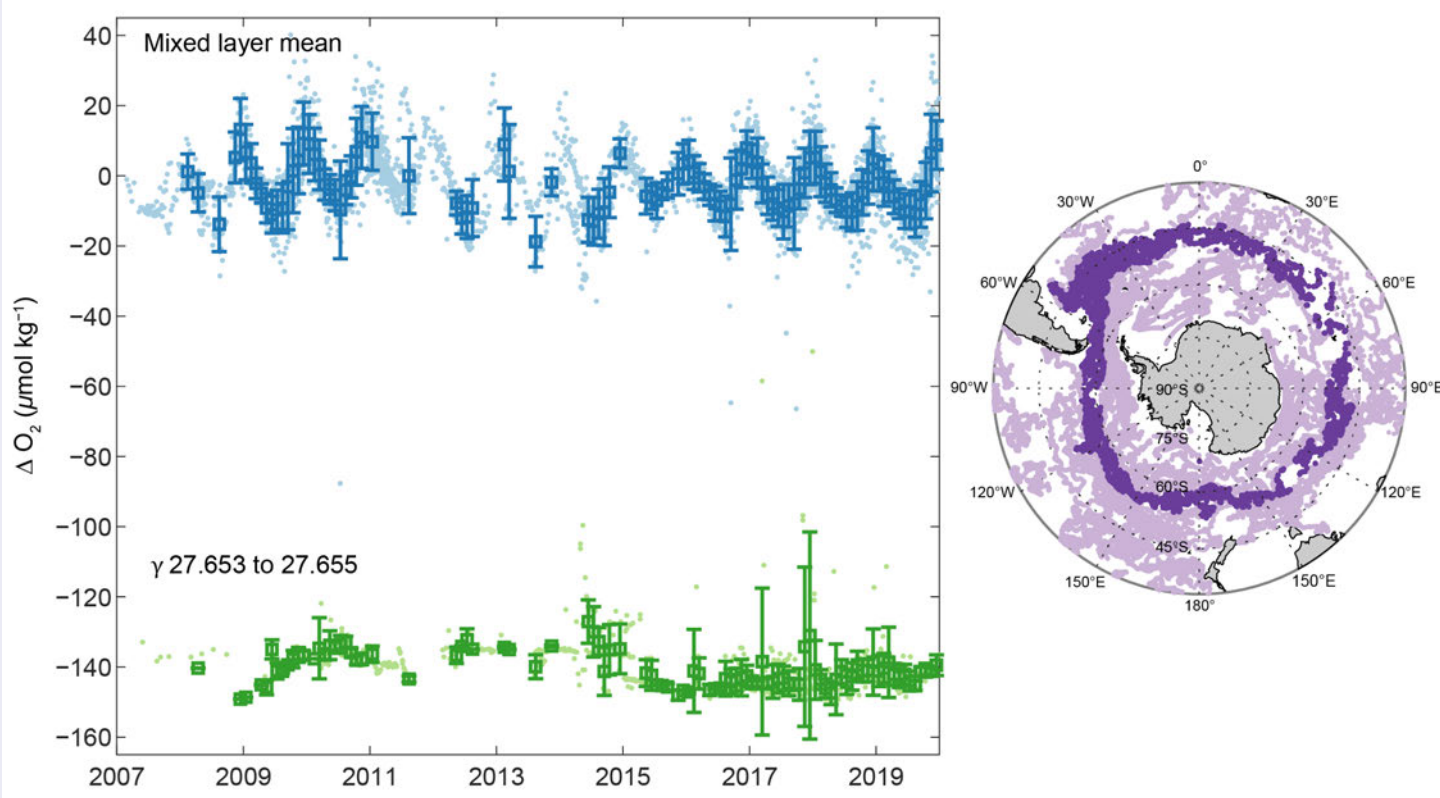 Mixed layer mean
γ 27.653 to 27.655
Δ O₂ (µmol kg⁻¹)
40
20
0
−20
−40
−60
−80
−100
−120
−140
−160
2007 2009 2011 2013 2015 2017 2019
0°
30°W 30°E
60°W 60°E
90°W 90°S 90°E
75°S
120°W 60°S 120°E
45°S
150°E 150°E
180°